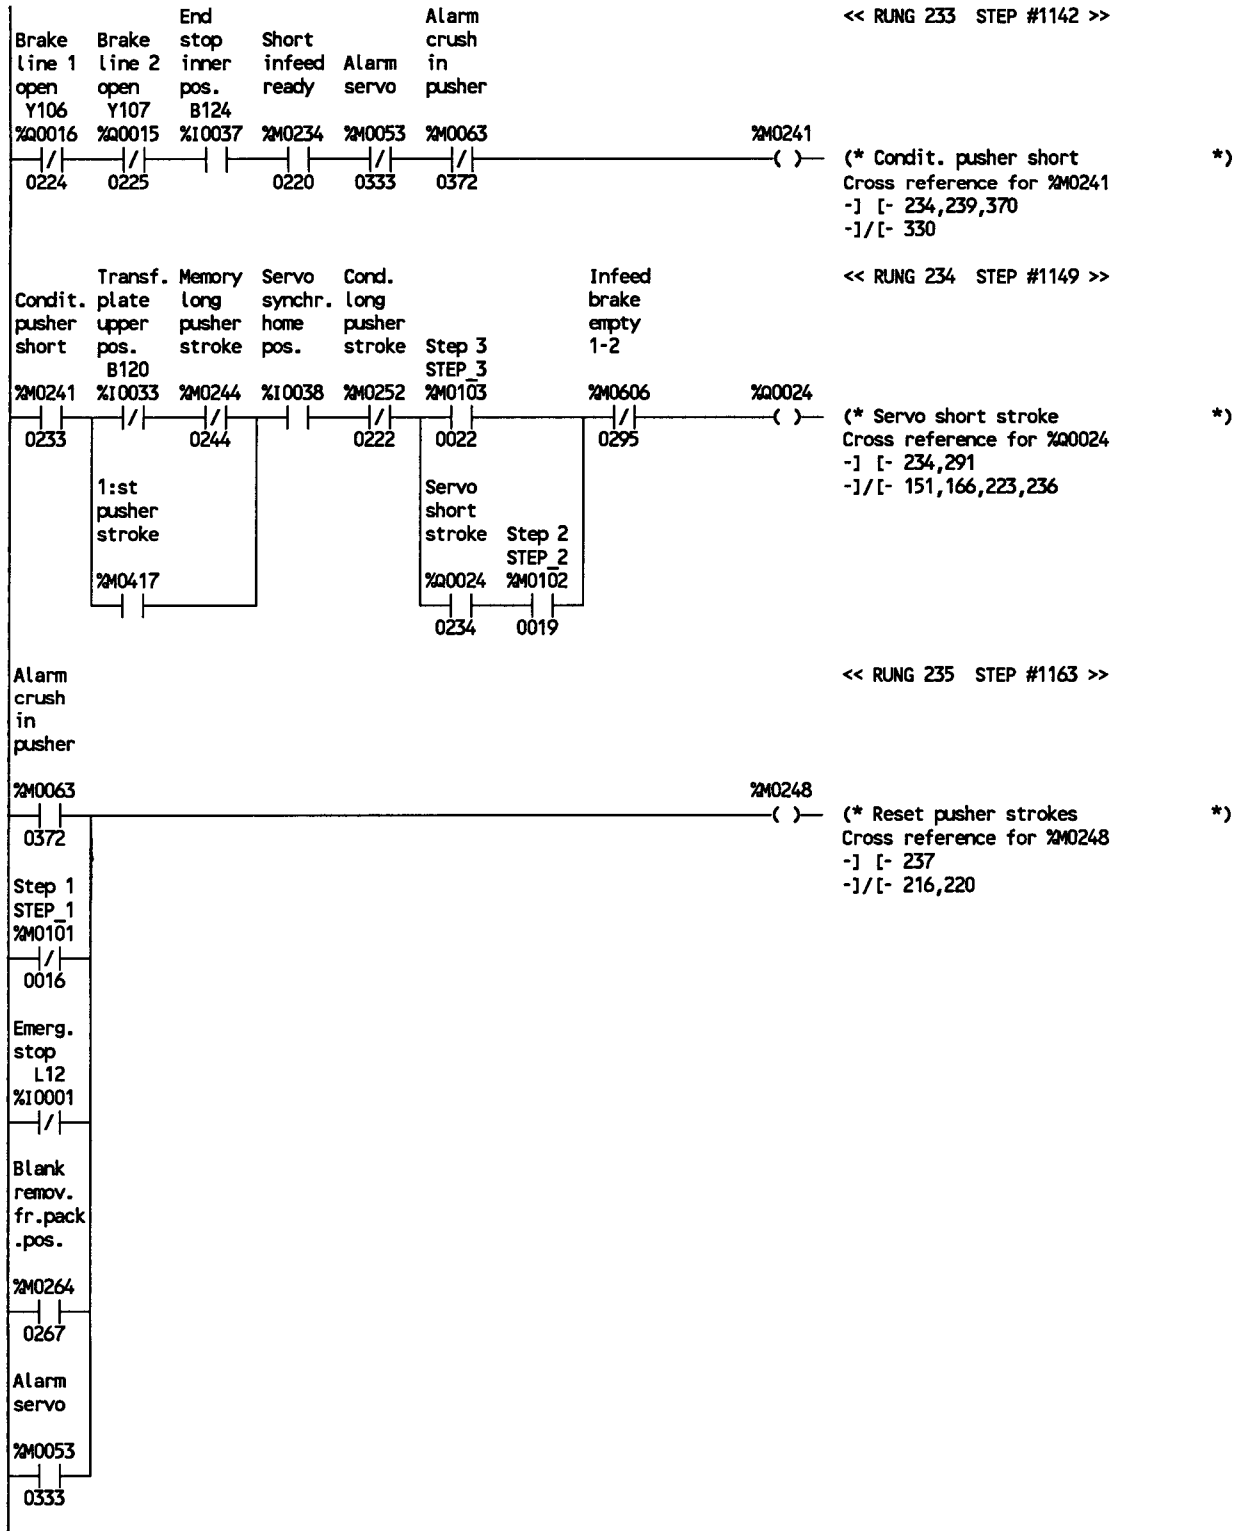 End Alarm << RUNG 233 STEP #1142 >>
Brake Brake stop Short crush
line 1 line 2 inner infeed Alarm in
open open pos. ready servo pusher
Y106 Y107 B124
%Q0016 %Q0015 %I0037 %M0234 %M0053 %M0063 %M0241
(* Condit. pusher short *)
0224 0225 0220 0333 0372 Cross reference for %M0241
-] [- 234,239,370
-]/[- 330
Transf. Memory Servo Cond. Infeed << RUNG 234 STEP #1149 >>
Condit. plate long synchr. long brake
pusher upper pusher home pusher empty
short pos. stroke pos. stroke Step 3 1-2
B120 STEP_3
%M0241 %I0033 %M0244 %I0038 %M0252 %M0103 %M0606 %Q0024
(* Servo short stroke *)
0233 0244 0222 0022 0295 Cross reference for %Q0024
-] [- 234,291
1:st Servo -]/[- 151,166,223,236
pusher short
stroke stroke Step 2
STEP_2
%M0417 %Q0024 %M0102
0234 0019
Alarm << RUNG 235 STEP #1163 >>
crush
in
pusher
%M0063 %M0248
(* Reset pusher strokes *)
0372 Cross reference for %M0248
-] [- 237
Step 1 -]/[- 216,220
STEP_1
%M0101
0016
Emerg.
stop
L12
%I0001
Blank
remov.
fr.pack
.pos.
%M0264
0267
Alarm
servo
%M0053
0333